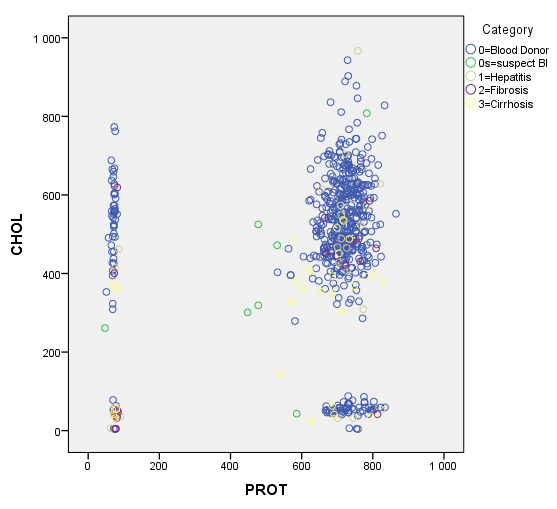 Category
0=Blood Donor
0s=suspect Bl
1=Hepatitis
2=Fibrosis
3=Cirrhosis
1 000
800
600
400
200
0
CHOL
0 200 400 600 800 1 000
PROT